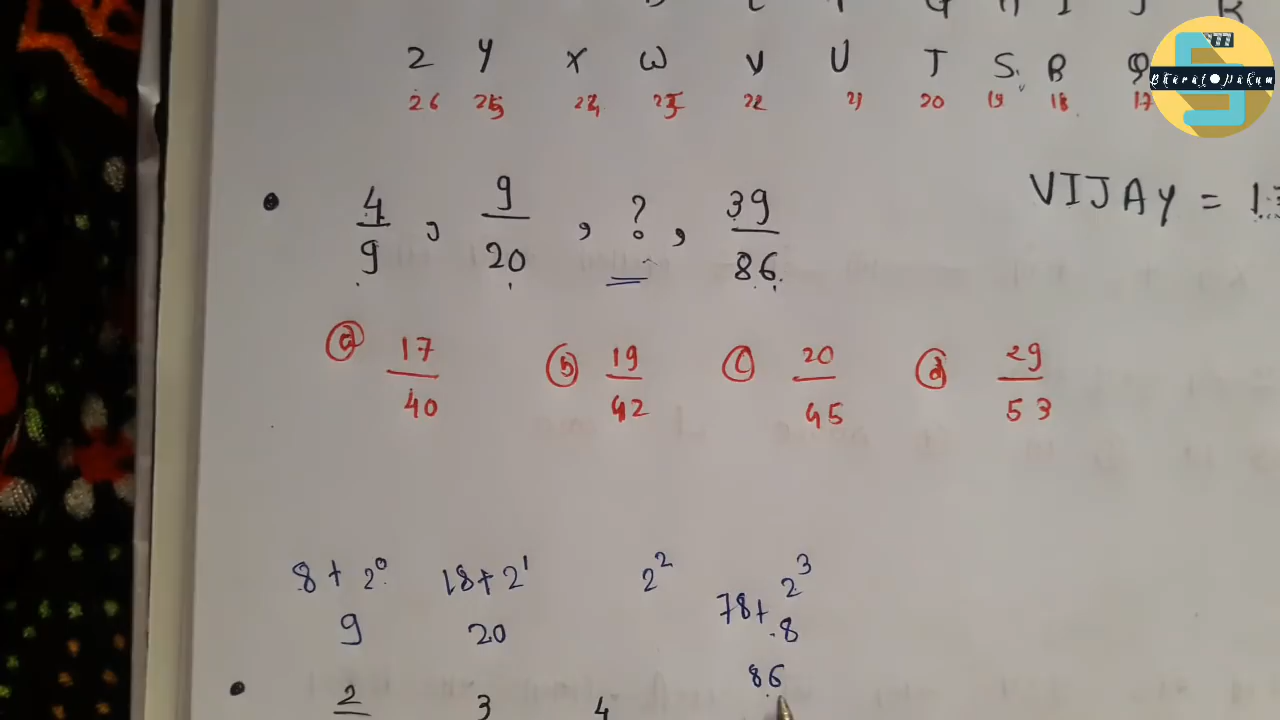 Z Y X W V U T S R Q
26 25 24 23 22 21 20 19 18 17
• 4/9 , 9/20 , ? , 39/86
VIJAY =
ⓐ 17/40 ⓑ 19/42 ⓒ 20/45 ⓓ 29/53
8 + 2⁰ 18 + 2¹ 2² 2³
78 + 8
9 20
86
• 2 3 4